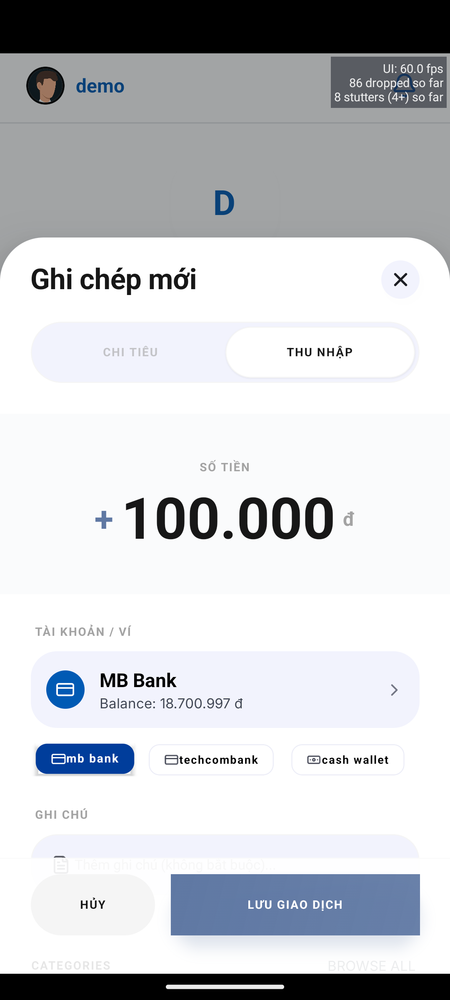 demo
UI: 60.0 fps
86 dropped so far
8 stutters (4+) so far
D
Ghi chép mới
CHI TIÊU
THU NHẬP
SỐ TIỀN
+ 100.000 đ
TÀI KHOẢN / VÍ
MB Bank
Balance: 18.700.997 đ
mb bank
techcombank
cash wallet
GHI CHÚ
Thêm ghi chú (không bắt buộc)...
HỦY
LƯU GIAO DỊCH
CATEGORIES
BROWSE ALL